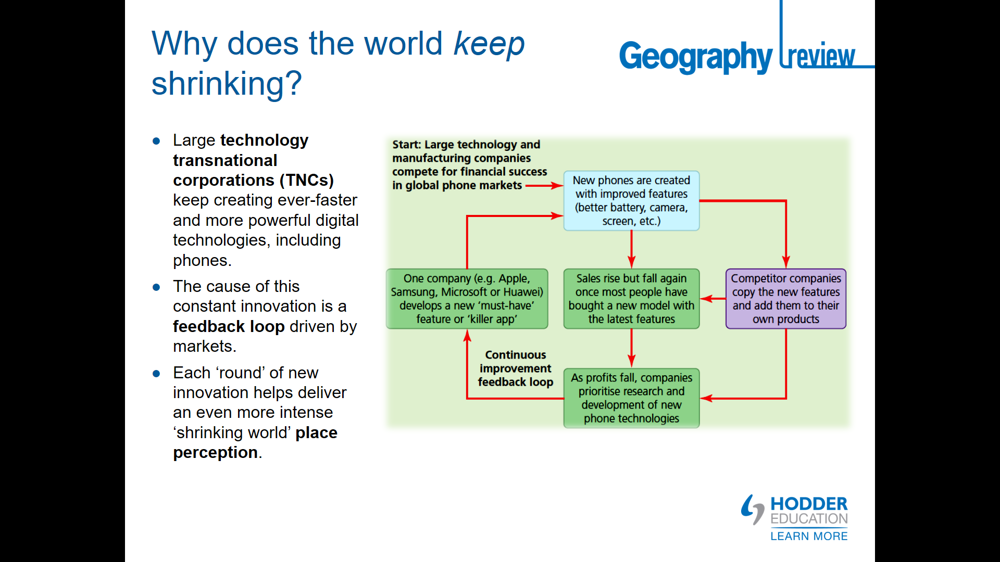 Why does the world keep
shrinking?
Geography review
● Large technology
transnational
corporations (TNCs)
keep creating ever-faster
and more powerful digital
technologies, including
phones.
● The cause of this
constant innovation is a
feedback loop driven by
markets.
● Each ‘round’ of new
innovation helps deliver
an even more intense
‘shrinking world’ place
perception.
Start: Large technology and
manufacturing companies
compete for financial success
in global phone markets
New phones are created
with improved features
(better battery, camera,
screen, etc.)
One company (e.g. Apple,
Samsung, Microsoft or Huawei)
develops a new ‘must-have’
feature or ‘killer app’
Sales rise but fall again
once most people have
bought a new model with
the latest features
Competitor companies
copy the new features
and add them to their
own products
Continuous
improvement
feedback loop
As profits fall, companies
prioritise research and
development of new
phone technologies
HODDER
EDUCATION
LEARN MORE